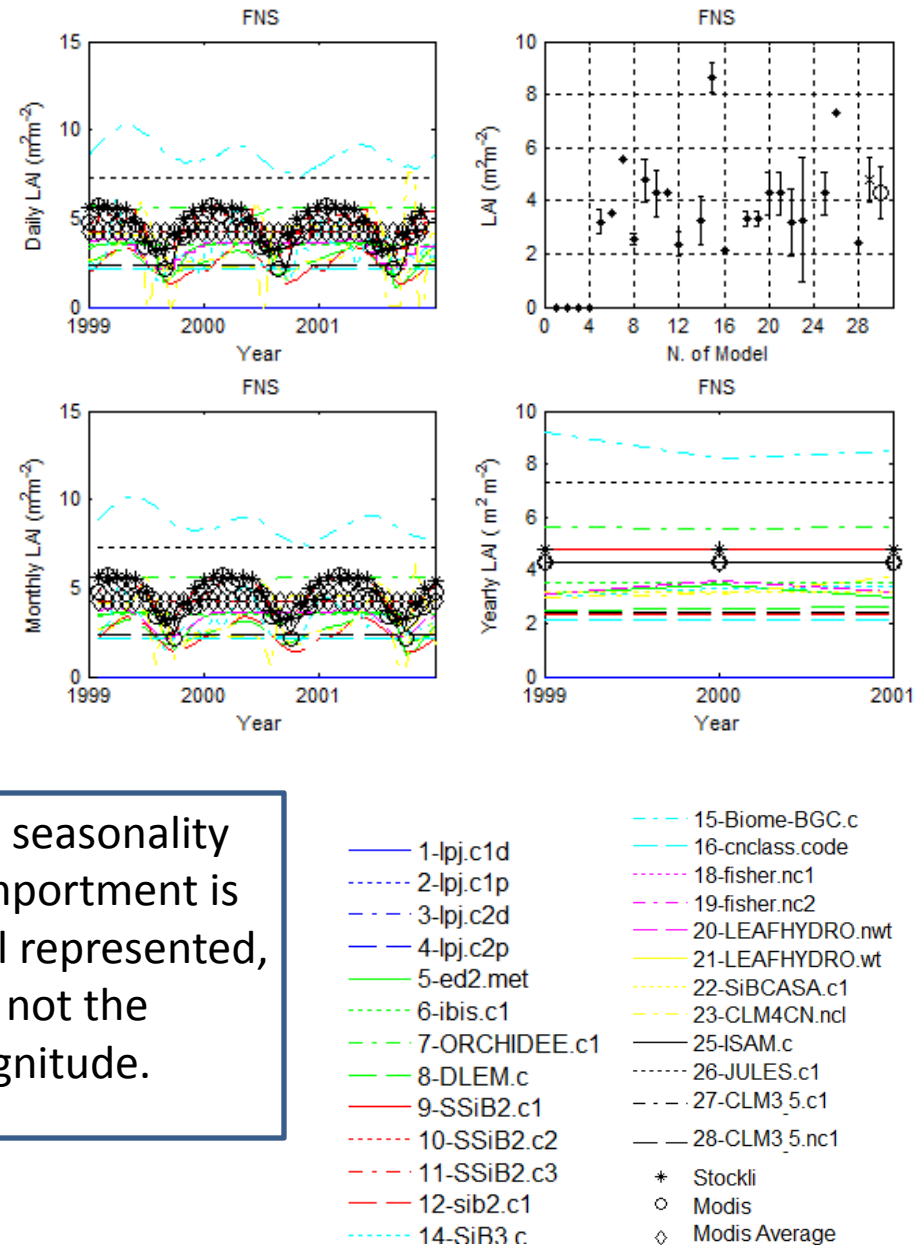 FNS
15
10
5
0
Daily LAI (m²m⁻²)
1999
2000
2001
Year
FNS
10
8
6
4
2
0
LAI (m²m⁻²)
0
4
8
12
16
20
24
28
N. of Model
FNS
15
10
5
0
Monthly LAI (m²m⁻²)
1999
2000
2001
Year
FNS
10
8
6
4
2
0
Yearly LAI ( m² m⁻²)
1999
2000
2001
Year
seasonality
mportment is
l represented,
not the
gnitude.
1-lpj.c1d
2-lpj.c1p
3-lpj.c2d
4-lpj.c2p
5-ed2.met
6-ibis.c1
7-ORCHIDEE.c1
8-DLEM.c
9-SSiB2.c1
10-SSiB2.c2
11-SSiB2.c3
12-sib2.c1
14-SiB3.c
15-Biome-BGC.c
16-cnclass.code
18-fisher.nc1
19-fisher.nc2
20-LEAFHYDRO.nwt
21-LEAFHYDRO.wt
22-SiBCASA.c1
23-CLM4CN.ncl
25-ISAM.c
26-JULES.c1
27-CLM3_5.c1
28-CLM3_5.nc1
Stockli
Modis
Modis Average